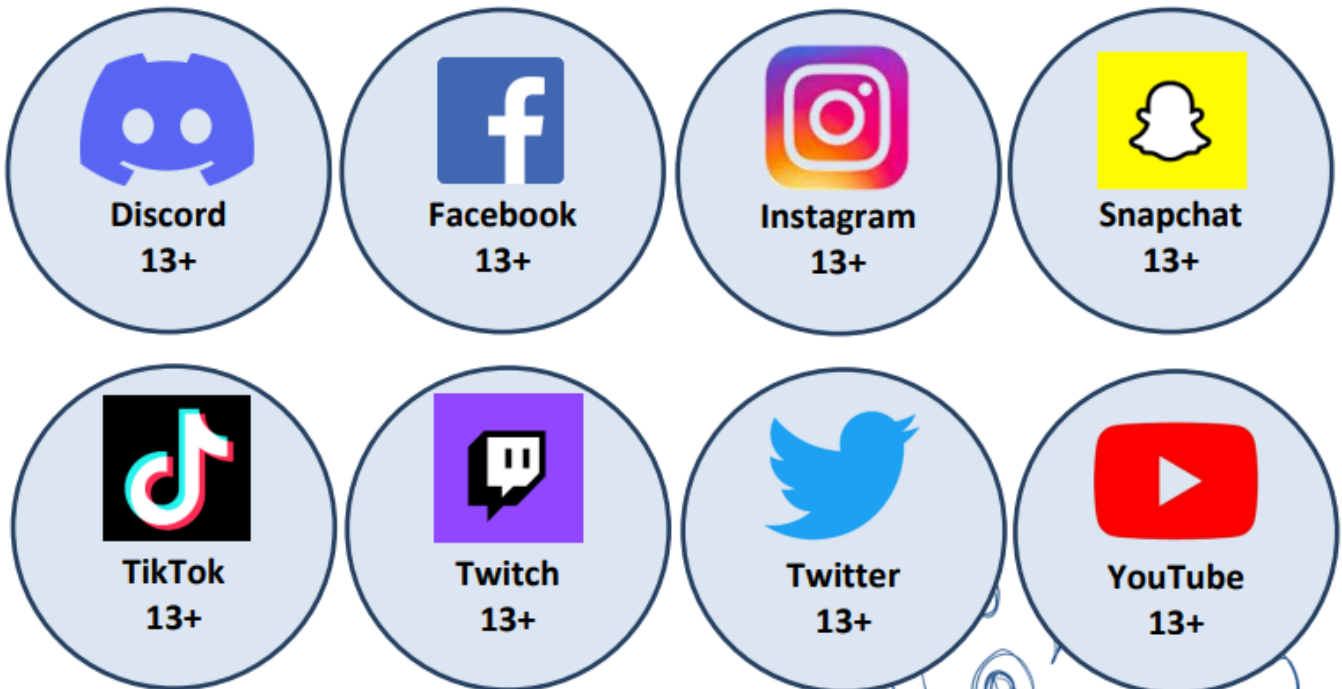 Discord
13+
Facebook
13+
Instagram
13+
Snapchat
13+
TikTok
13+
Twitch
13+
Twitter
13+
YouTube
13+